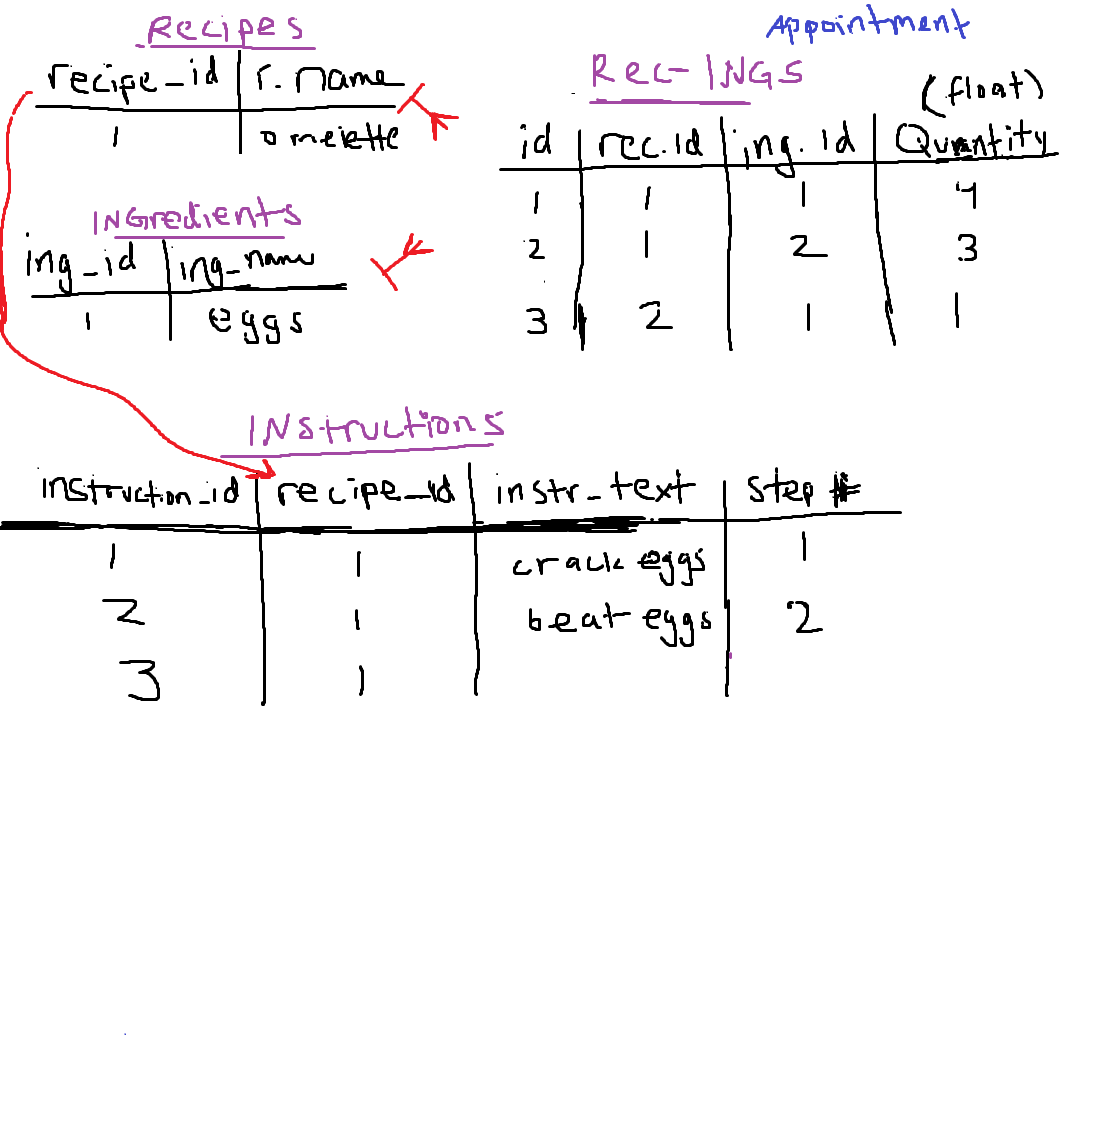 Recipes
recipe_id r.name
1 omelette
Appointment
Rec-INGS
(float)
id rec.id ing.id Quantity
1 1 1 4
2 1 2 3
3 2 1 1
INGredients
ing_id ing_name
1 eggs
INstructions
instruction_id recipe_id instr_text step #
1 1 crack eggs 1
2 1 beat eggs 2
3 1